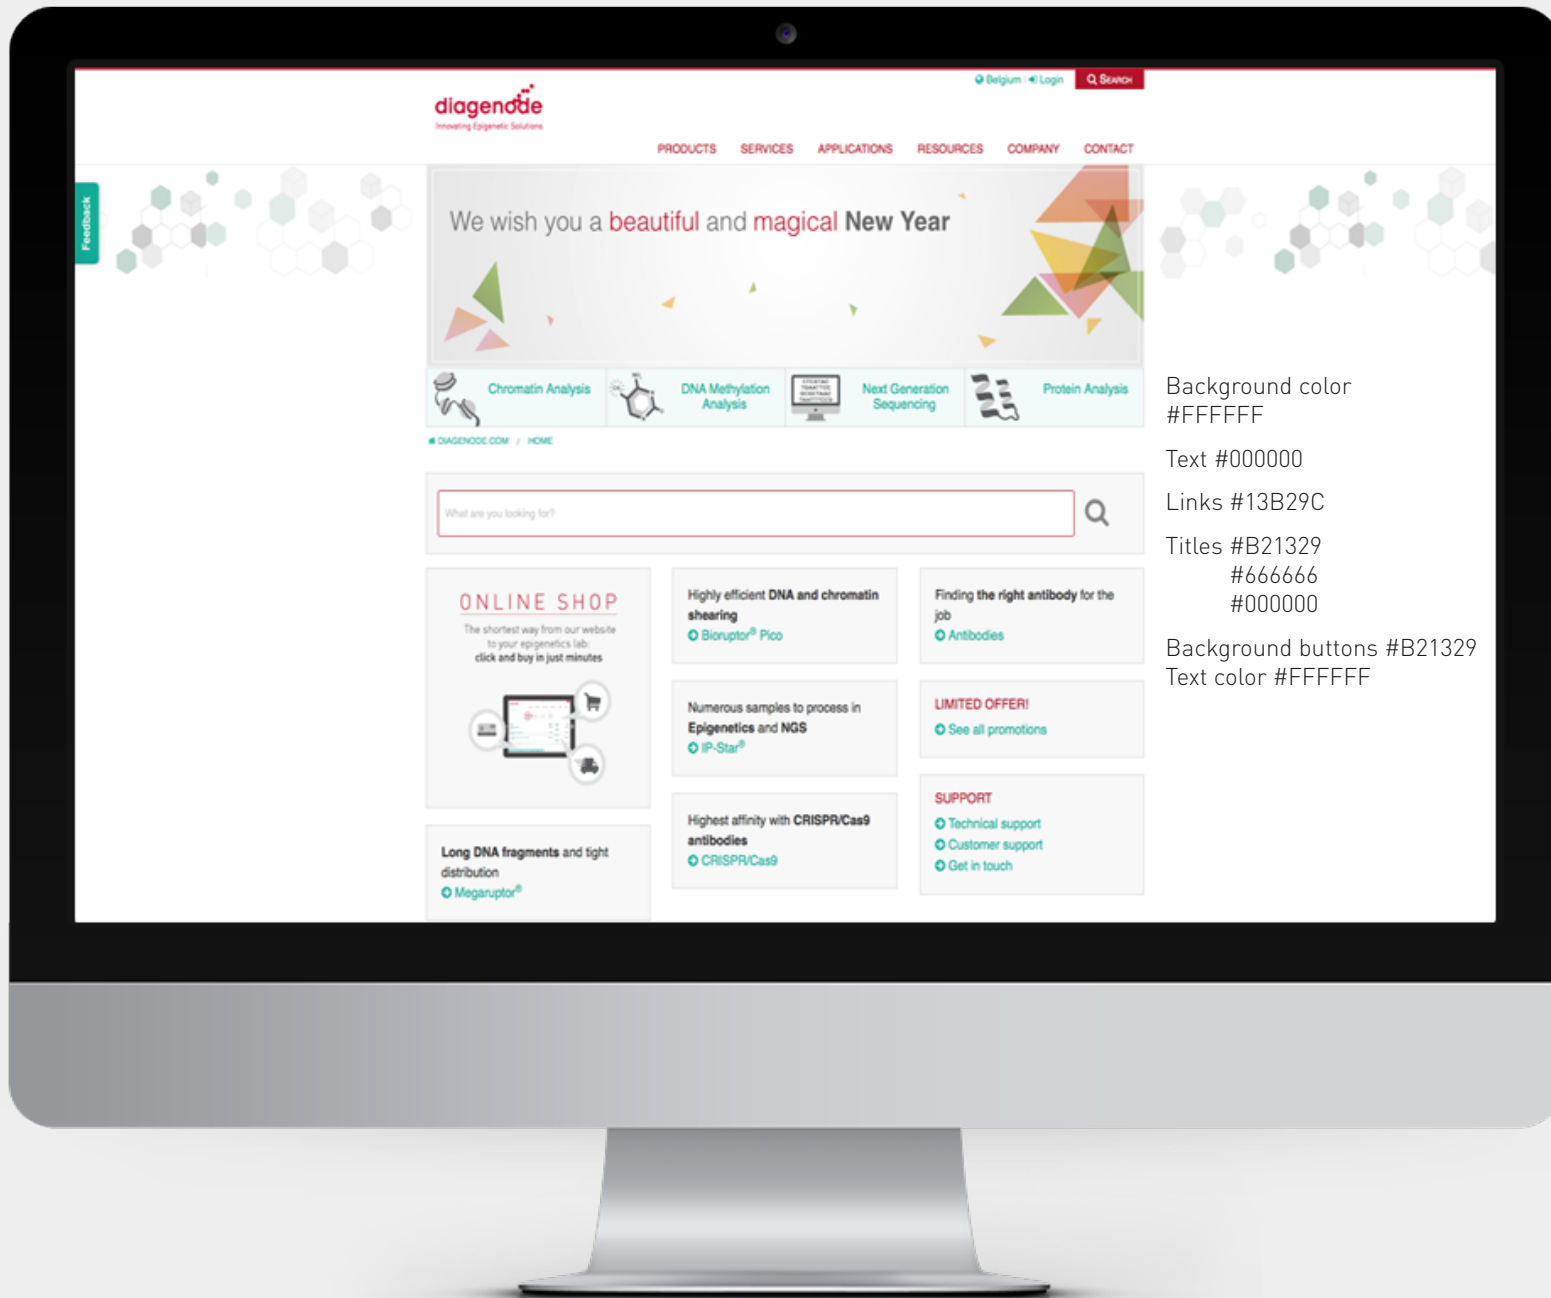 Belgium | Login
SEARCH
diagenode
Innovating Epigenetic Solutions
PRODUCTS SERVICES APPLICATIONS RESOURCES COMPANY CONTACT
Feedback
We wish you a beautiful and magical New Year
Chromatin Analysis
DNA Methylation
Analysis
Next Generation
Sequencing
Protein Analysis
DIAGENODE.COM / HOME
What are you looking for?
ONLINE SHOP
The shortest way from our website
to your epigenetics lab:
click and buy in just minutes
Long DNA fragments and tight
distribution
Megaruptor®
Highly efficient DNA and chromatin
shearing
Bioruptor® Pico
Numerous samples to process in
Epigenetics and NGS
IP-Star®
Highest affinity with CRISPR/Cas9
antibodies
CRISPR/Cas9
Finding the right antibody for the
job
Antibodies
LIMITED OFFER!
See all promotions
SUPPORT
Technical support
Customer support
Get in touch
Background color
#FFFFFF
Text #000000
Links #13B29C
Titles #B21329
#666666
#000000
Background buttons #B21329
Text color #FFFFFF